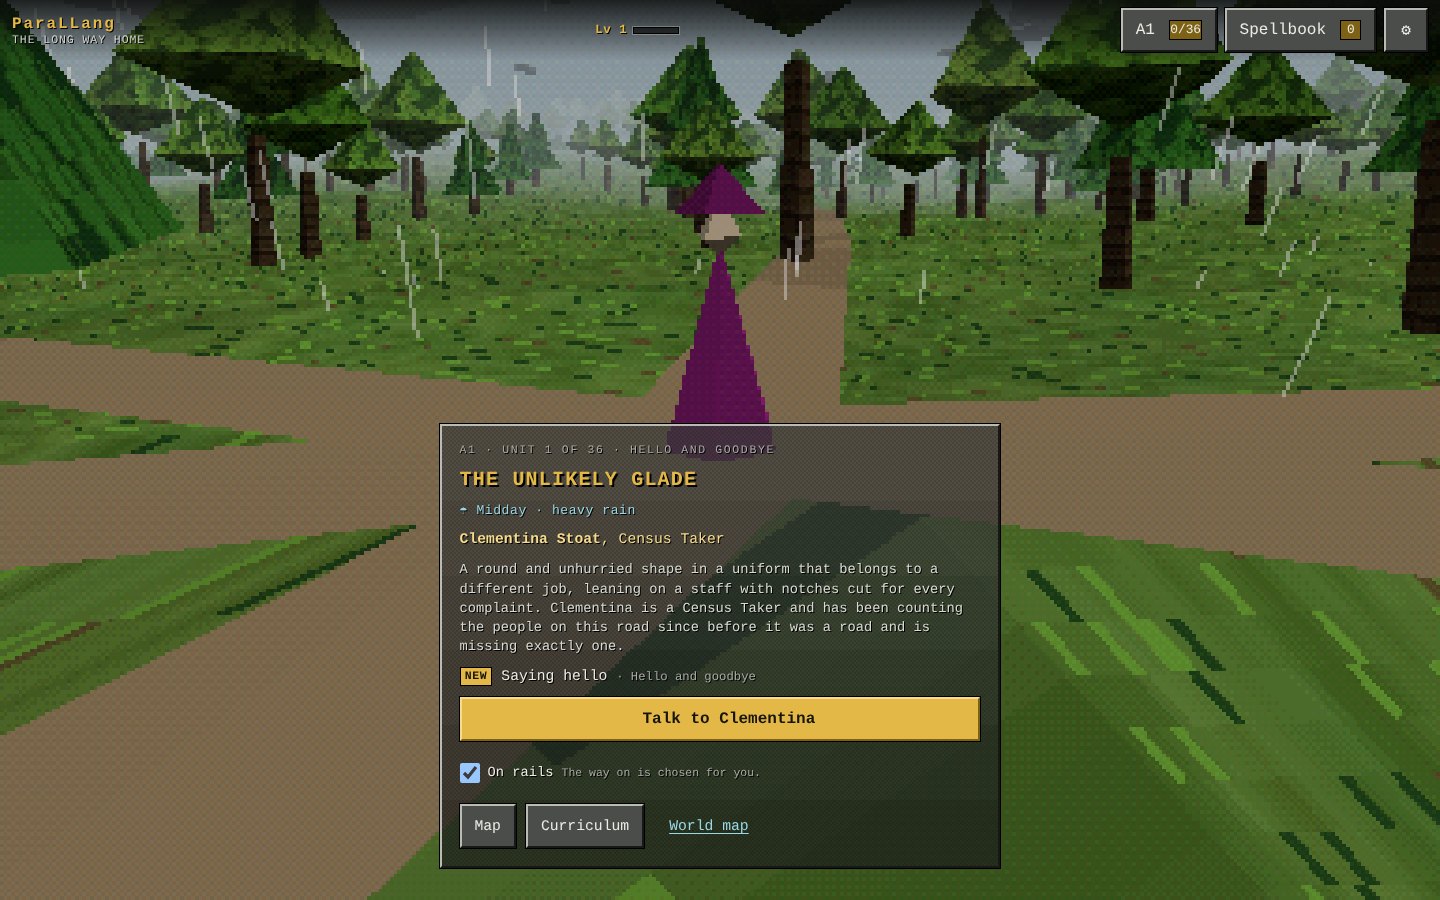 ParaLLang
THE LONG WAY HOME
Lv 1
A1 0/36
Spellbook 0
⚙
A1 · UNIT 1 OF 36 · HELLO AND GOODBYE
THE UNLIKELY GLADE
☂ Midday · heavy rain
Clementina Stoat, Census Taker
A round and unhurried shape in a uniform that belongs to a
different job, leaning on a staff with notches cut for every
complaint. Clementina is a Census Taker and has been counting
the people on this road since before it was a road and is
missing exactly one.
NEW Saying hello · Hello and goodbye
Talk to Clementina
On rails The way on is chosen for you.
Map
Curriculum
World map